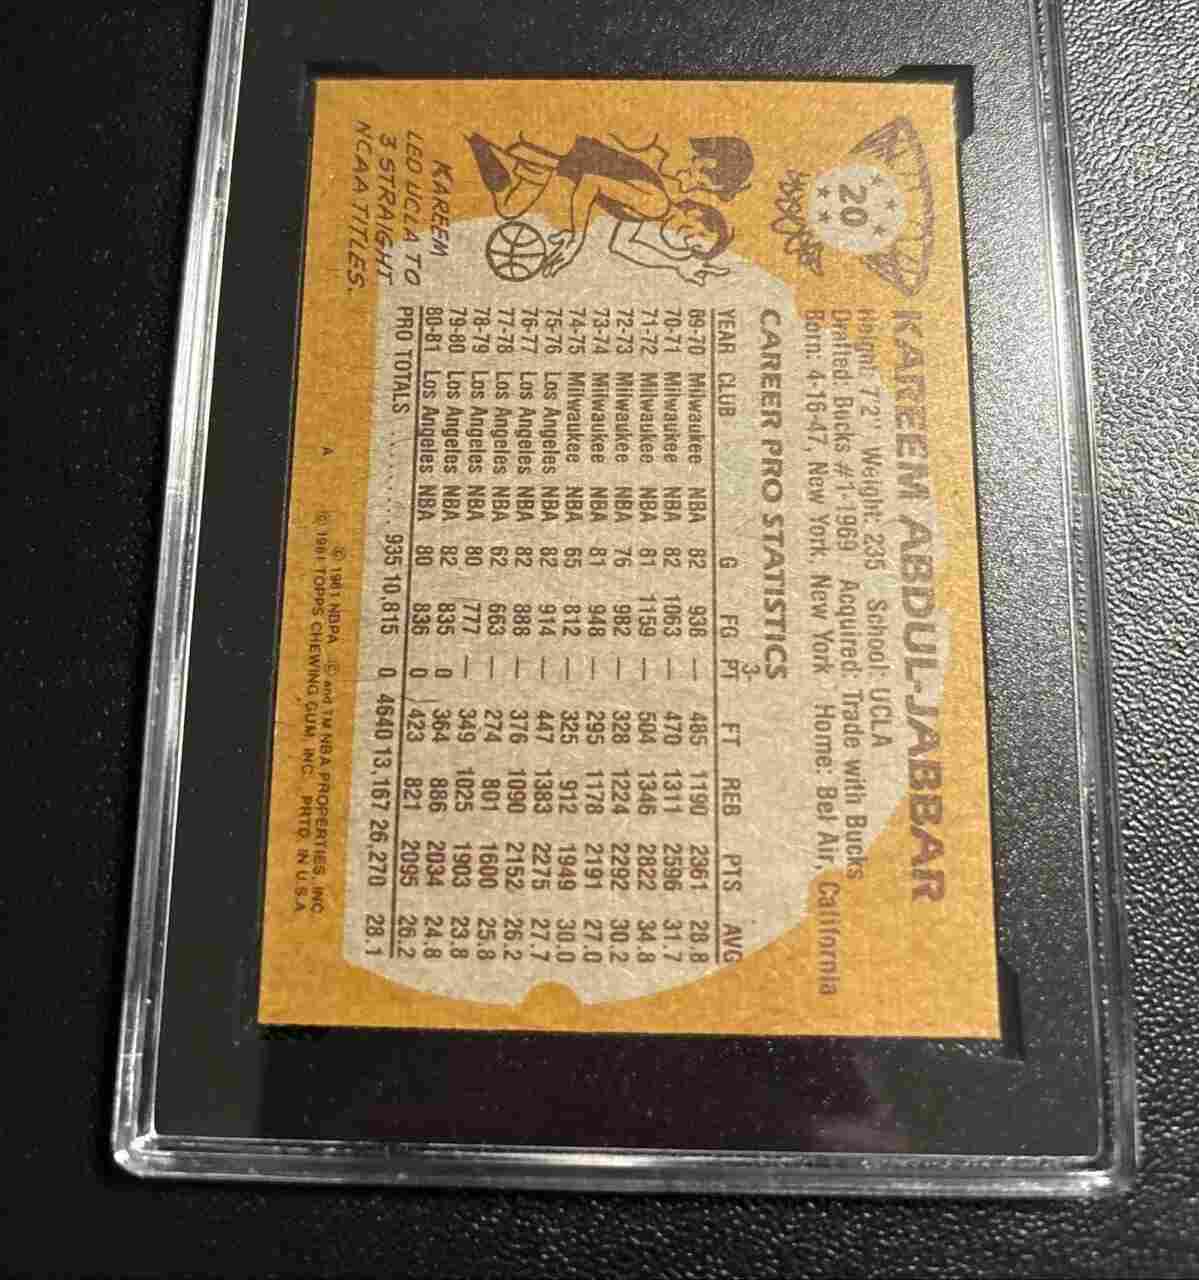 20
KAREEM ABDUL-JABBAR
Height: 7'2" Weight: 235 School: UCLA
Drafted: Bucks #1-1969 Acquired: Trade with Bucks
Born: 4-16-47, New York, New York Home: Bel Air, California
CAREER PRO STATISTICS
YEAR CLUB G FG 3-PT FT REB PTS AVG
69-70 Milwaukee NBA 82 938 — 485 1190 2361 28.8
70-71 Milwaukee NBA 82 1063 — 470 1311 2596 31.7
71-72 Milwaukee NBA 81 1159 — 504 1346 2822 34.8
72-73 Milwaukee NBA 76 982 — 328 1224 2292 30.2
73-74 Milwaukee NBA 81 948 — 295 1178 2191 27.0
74-75 Milwaukee NBA 65 812 — 325 912 1949 30.0
75-76 Los Angeles NBA 82 914 — 447 1383 2275 27.7
76-77 Los Angeles NBA 82 888 — 376 1090 2152 26.2
77-78 Los Angeles NBA 62 663 — 274 801 1600 25.8
78-79 Los Angeles NBA 80 777 — 349 1025 1903 23.8
79-80 Los Angeles NBA 82 835 0 364 886 2034 24.8
80-81 Los Angeles NBA 80 836 0 423 821 2095 26.2
PRO TOTALS ........ 935 10,815 0 4640 13,167 26,270 28.1
KAREEM
LED UCLA TO
3 STRAIGHT
NCAA TITLES.
A
© 1981 NBPA © and TM NBA PROPERTIES, INC.
© 1981 TOPPS CHEWING GUM, INC. PRTD. IN U.S.A.